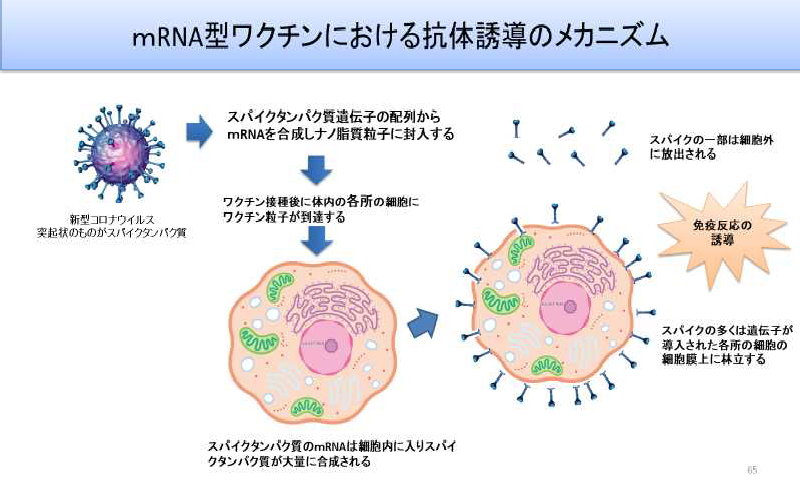 mRNA型ワクチンにおける抗体誘導のメカニズム
スパイクタンパク質遺伝子の配列から
mRNAを合成しナノ脂質粒子に封入する
新型コロナウイルス
突起状のものがスパイクタンパク質
ワクチン接種後に体内の各所の細胞に
ワクチン粒子が到達する
スパイクタンパク質のmRNAは細胞内に入りスパイ
クタンパク質が大量に合成される
スパイクの一部は細胞外
に放出される
免疫反応の
誘導
スパイクの多くは遺伝子が
導入された各所の細胞の
細胞膜上に林立する
65